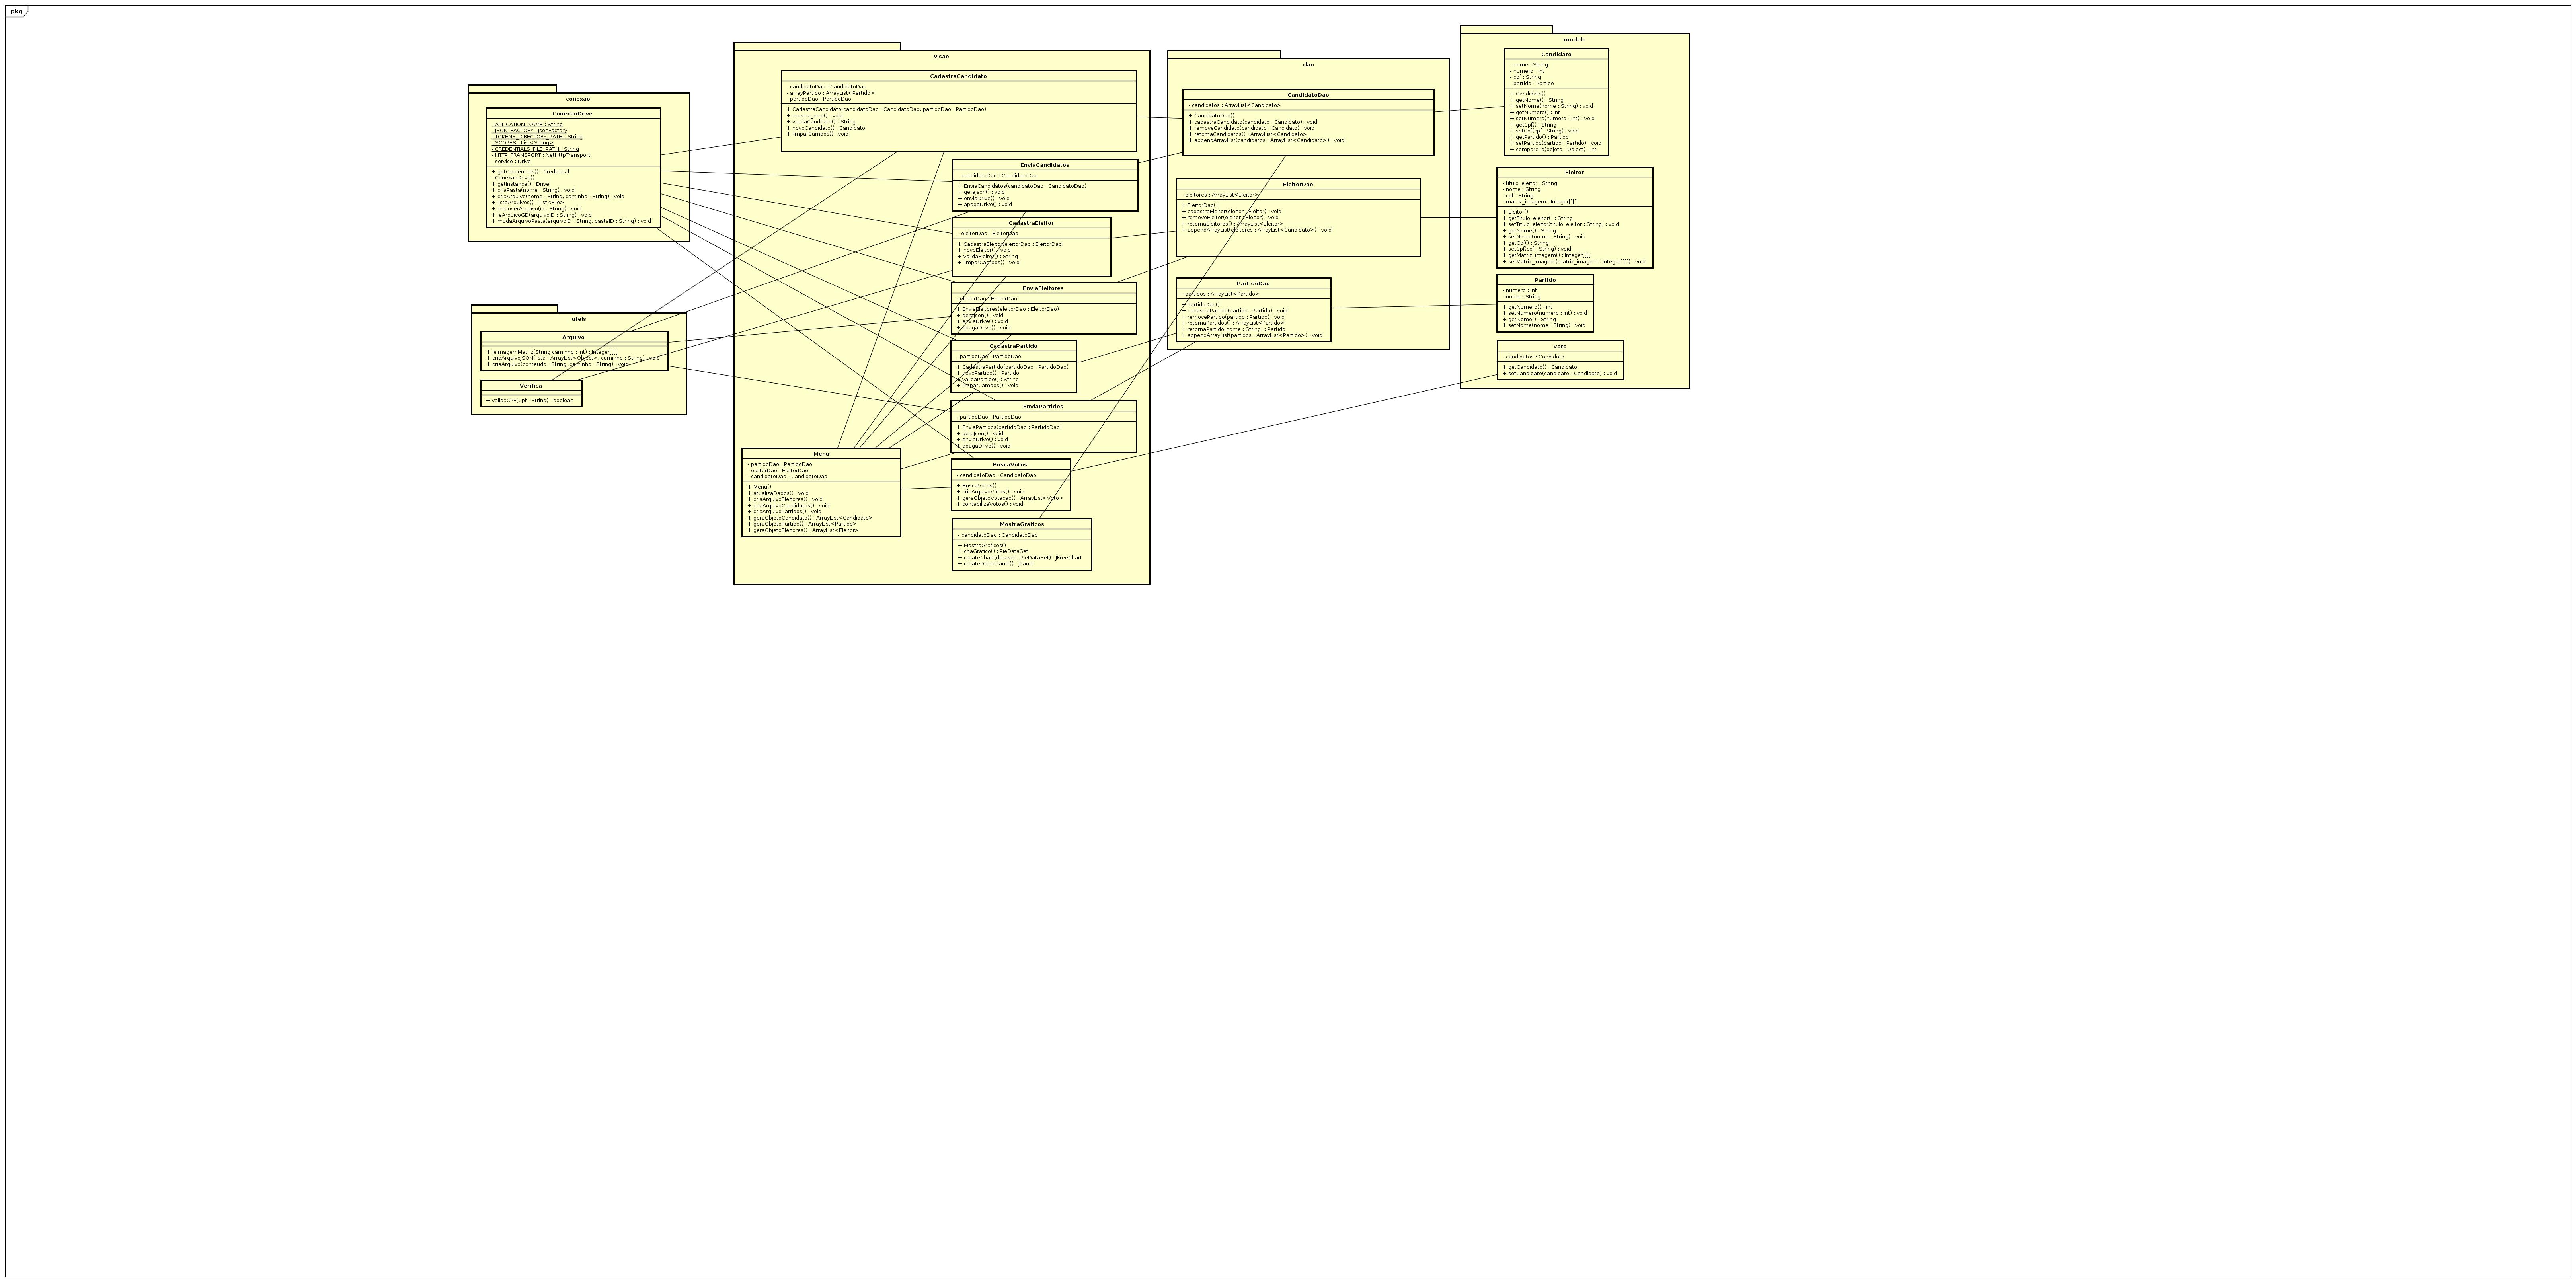 pkg
conexao
ConexaoDrive
- APLICATION_NAME : String
- JSON_FACTORY : JsonFactory
- TOKENS_DIRECTORY_PATH : String
- SCOPES : List<String>
- CREDENTIALS_FILE_PATH : String
- HTTP_TRANSPORT : NetHttpTransport
- servico : Drive
+ getCredentials() : Credential
- ConexaoDrive()
+ getInstance() : Drive
+ criaPasta(nome : String) : void
+ criaArquivo(nome : String, caminho : String) : void
+ listaArquivos() : List<File>
+ removerArquivo(id : String) : void
+ leArquivoGD(arquivoID : String) : void
+ mudaArquivoPasta(arquivoID : String, pastaID : String) : void
uteis
Arquivo
+ leImagemMatriz(String caminho : int) : Integer[][]
+ criaArquivoJSON(lista : ArrayList<Object>, caminho : String) : void
+ criaArquivo(conteudo : String, caminho : String) : void
Verifica
+ validaCPF(Cpf : String) : boolean
visao
CadastraCandidato
- candidatoDao : CandidatoDao
- arrayPartido : ArrayList<Partido>
- partidoDao : PartidoDao
+ CadastraCandidato(candidatoDao : CandidatoDao, partidoDao : PartidoDao)
+ mostra_erro() : void
+ validaCanditato() : String
+ novoCandidato() : Candidato
+ limparCampos() : void
EnviaCandidatos
- candidatoDao : CandidatoDao
+ EnviaCandidatos(candidatoDao : CandidatoDao)
+ geraJson() : void
+ enviaDrive() : void
+ apagaDrive() : void
CadastraEleitor
- eleitorDao : EleitorDao
+ CadastraEleitor(eleitorDao : EleitorDao)
+ novoEleitor() : void
+ validaEleitor() : String
+ limparCampos() : void
EnviaEleitores
- eleitorDao : EleitorDao
+ EnviaEleitores(eleitorDao : EleitorDao)
+ geraJson() : void
+ enviaDrive() : void
+ apagaDrive() : void
CadastraPartido
- partidoDao : PartidoDao
+ CadastraPartido(partidoDao : PartidoDao)
+ novoPartido() : Partido
+ validaPartido() : String
+ limparCampos() : void
EnviaPartidos
- partidoDao : PartidoDao
+ EnviaPartidos(partidoDao : PartidoDao)
+ geraJson() : void
+ enviaDrive() : void
+ apagaDrive() : void
Menu
- partidoDao : PartidoDao
- eleitorDao : EleitorDao
- candidatoDao : CandidatoDao
+ Menu()
+ atualizaDados() : void
+ criaArquivoEleitores() : void
+ criaArquivoCandidatos() : void
+ criaArquivoPartidos() : void
+ geraObjetoCandidato() : ArrayList<Candidato>
+ geraObjetoPartido() : ArrayList<Partido>
+ geraObjetoEleitores() : ArrayList<Eleitor>
BuscaVotos
- candidatoDao : CandidatoDao
+ BuscaVotos()
+ criaArquivoVotos() : void
+ geraObjetoVotacao() : ArrayList<Voto>
+ contabilizaVotos() : void
MostraGraficos
- candidatoDao : CandidatoDao
+ MostraGraficos()
+ criaGrafico() : PieDataSet
+ createChart(dataset : PieDataSet) : JFreeChart
+ createDemoPanel() : JPanel
dao
CandidatoDao
- candidatos : ArrayList<Candidato>
+ CandidatoDao()
+ cadastraCandidato(candidato : Candidato) : void
+ removeCandidato(candidato : Candidato) : void
+ retornaCandidatos() : ArrayList<Candidato>
+ appendArrayList(candidatos : ArrayList<Candidato>) : void
EleitorDao
- eleitores : ArrayList<Eleitor>
+ EleitorDao()
+ cadastraEleitor(eleitor : Eleitor) : void
+ removeEleitor(eleitor : Eleitor) : void
+ retornaEleitores() : ArrayList<Eleitor>
+ appendArrayList(eleitores : ArrayList<Candidato>) : void
PartidoDao
- partidos : ArrayList<Partido>
+ PartidoDao()
+ cadastraPartido(partido : Partido) : void
+ removePartido(partido : Partido) : void
+ retornaPartidos() : ArrayList<Partido>
+ retornaPartido(nome : String) : Partido
+ appendArrayList(partidos : ArrayList<Partido>) : void
modelo
Candidato
- nome : String
- numero : int
- cpf : String
- partido : Partido
+ Candidato()
+ getNome() : String
+ setNome(nome : String) : void
+ getNumero() : int
+ setNumero(numero : int) : void
+ getCpf() : String
+ setCpf(cpf : String) : void
+ getPartido() : Partido
+ setPartido(partido : Partido) : void
+ compareTo(objeto : Object) : int
Eleitor
- titulo_eleitor : String
- nome : String
- cpf : String
- matriz_imagem : Integer[][]
+ Eleitor()
+ getTitulo_eleitor() : String
+ setTitulo_eleitor(titulo_eleitor : String) : void
+ getNome() : String
+ setNome(nome : String) : void
+ getCpf() : String
+ setCpf(cpf : String) : void
+ getMatriz_imagem() : Integer[][]
+ setMatriz_imagem(matriz_imagem : Integer[][]) : void
Partido
- numero : int
- nome : String
+ getNumero() : int
+ setNumero(numero : int) : void
+ getNome() : String
+ setNome(nome : String) : void
Voto
- candidatos : Candidato
+ getCandidato() : Candidato
+ setCandidato(candidato : Candidato) : void